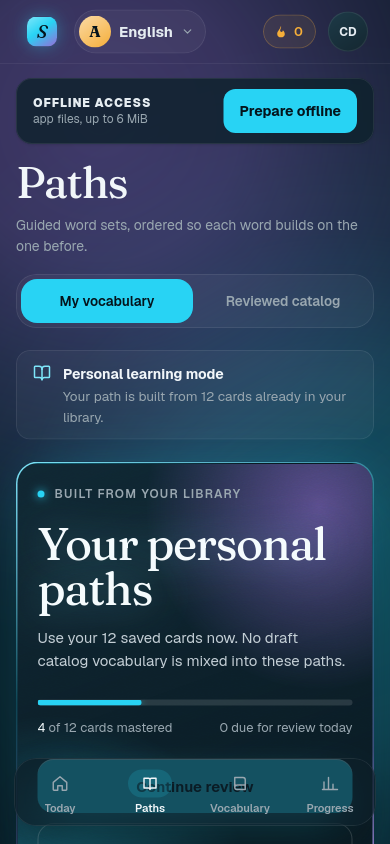 S
A English
0
CD
OFFLINE ACCESS
app files, up to 6 MiB
Prepare offline
Paths
Guided word sets, ordered so each word builds on the
one before.
My vocabulary
Reviewed catalog
Personal learning mode
Your path is built from 12 cards already in your
library.
BUILT FROM YOUR LIBRARY
Your personal
paths
Use your 12 saved cards now. No draft
catalog vocabulary is mixed into these paths.
4 of 12 cards mastered
0 due for review today
Continue review
Today
Paths
Vocabulary
Progress